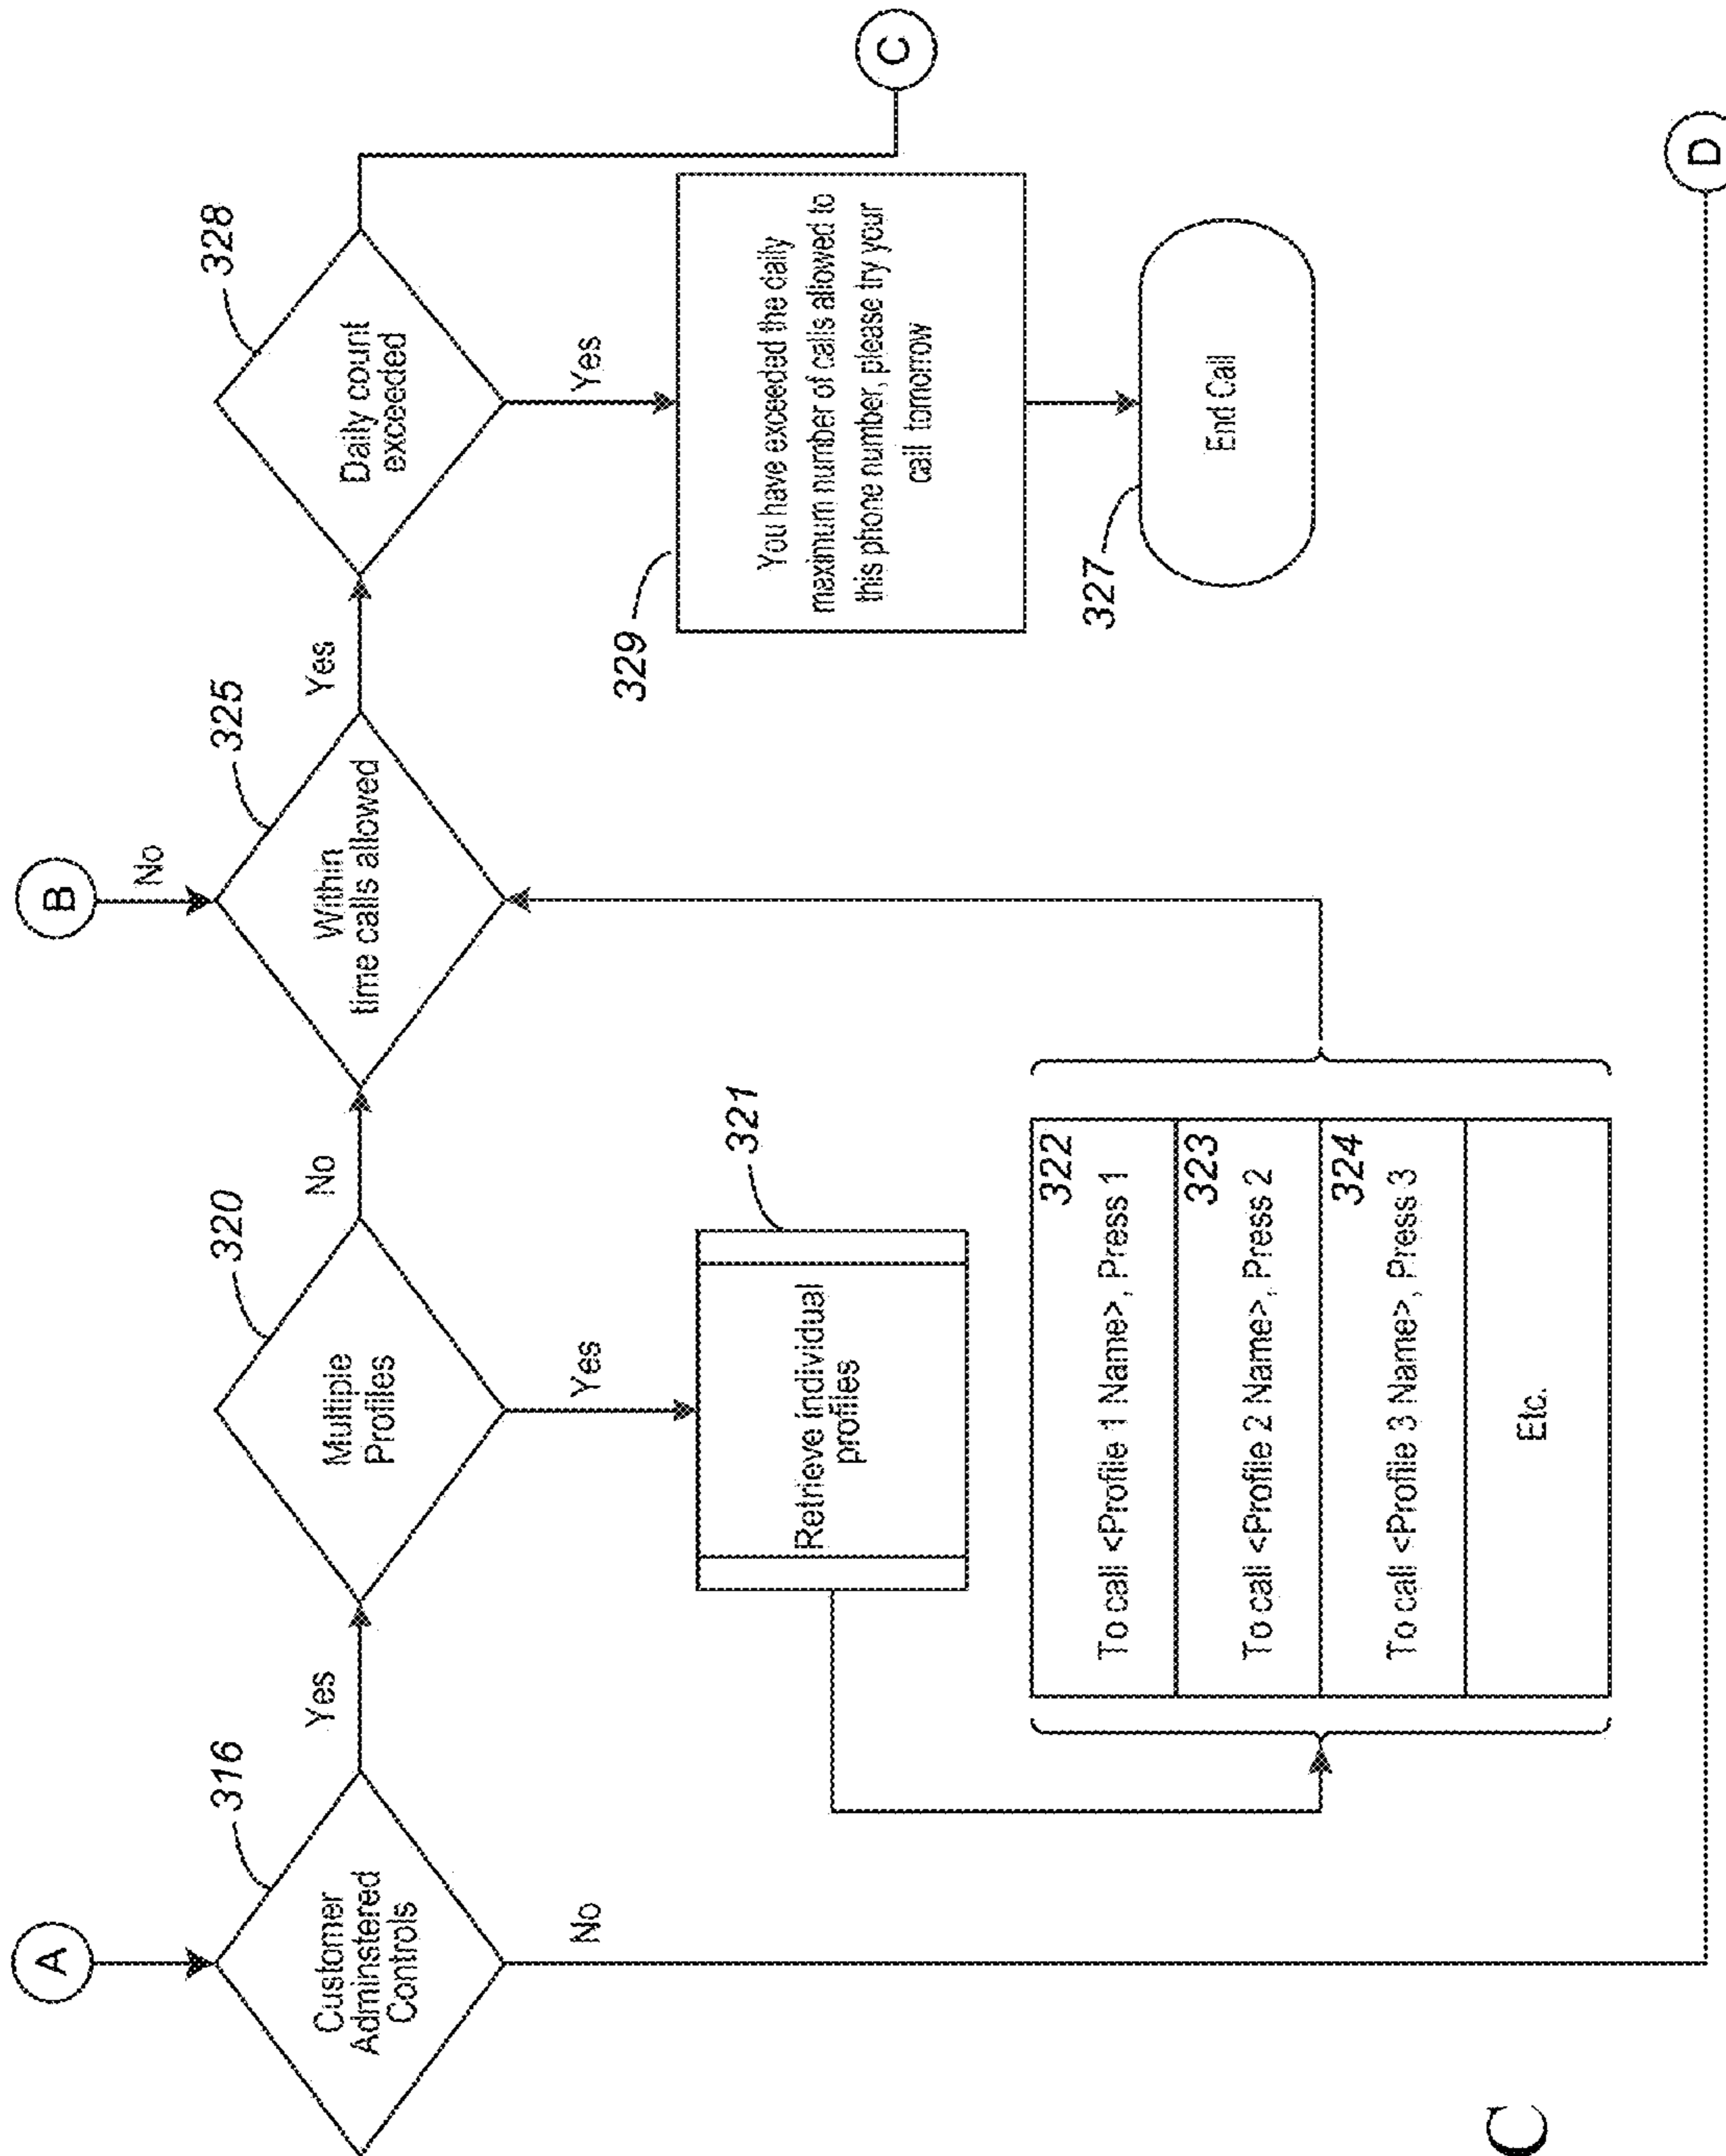 A
B
C
316
Customer
Adminstered
Controls
Yes
No
320
Multiple
Profiles
No
Yes
325
Within
time calls allowed
No
Yes
328
Daily count
exceeded
Yes
321
Retrieve individual
profiles
329
You have exceeded the daily
maximum number of calls allowed to
this phone number, please try your
call tomorrow
322
To call <Profile 1 Name>, Press 1
323
To call <Profile 2 Name>, Press 2
324
To call <Profile 3 Name>, Press 3
Etc.
327
End Call
D
C